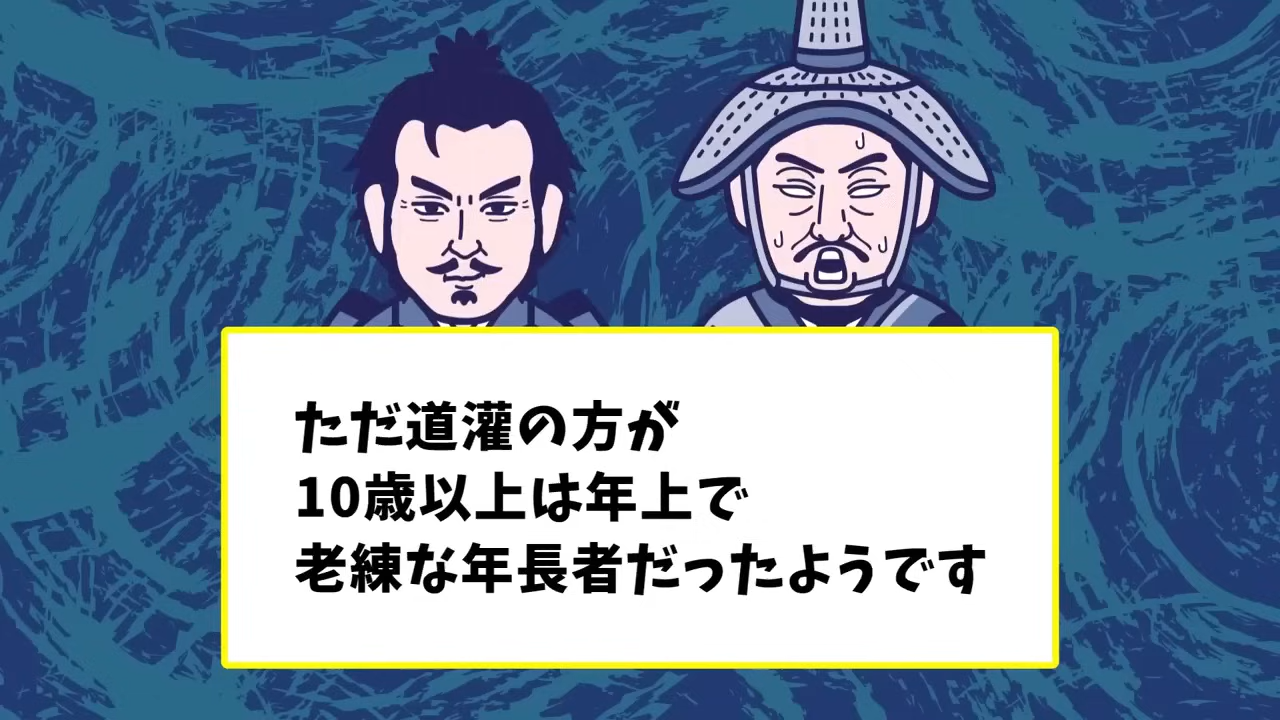 ただ道灌の方が
10歳以上は年上で
老練な年長者だったようです